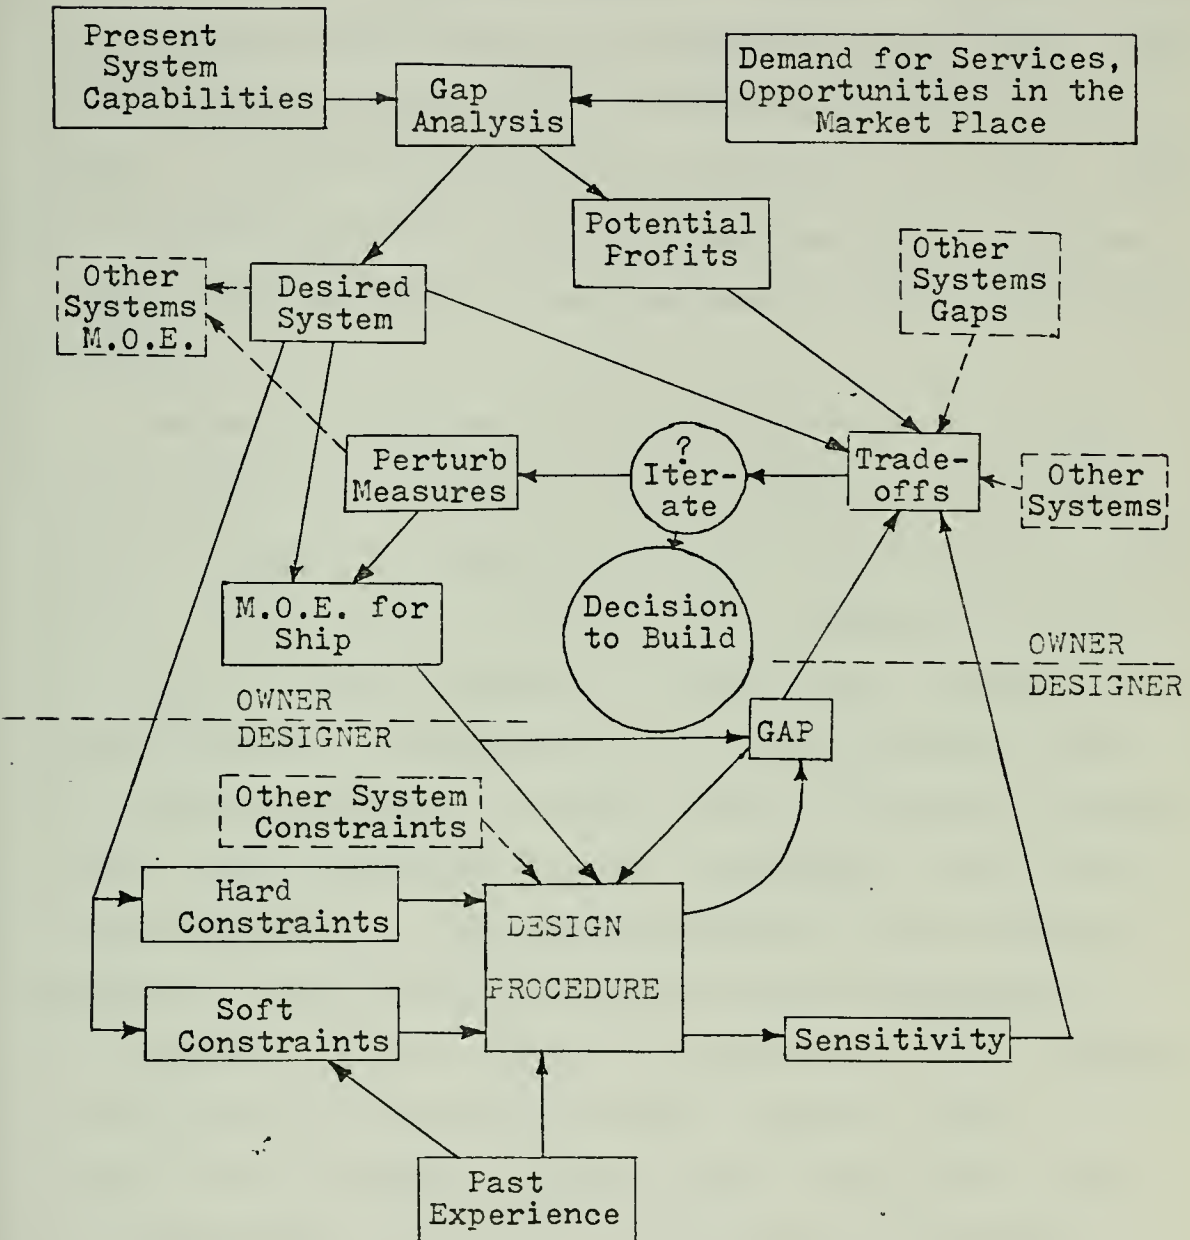 Present
System
Capabilities
Gap
Analysis
Demand for Services,
Opportunities in the
Market Place
Potential
Profits
Other
Systems
Gaps
Other
Systems
M.O.E.
Desired
System
Perturb
Measures
?
Iter-
ate
Trade-
offs
Other
Systems
M.O.E. for
Ship
Decision
to Build
OWNER
DESIGNER
OWNER
DESIGNER
GAP
Other System
Constraints
Hard
Constraints
DESIGN
PROCEDURE
Soft
Constraints
Sensitivity
Past
Experience